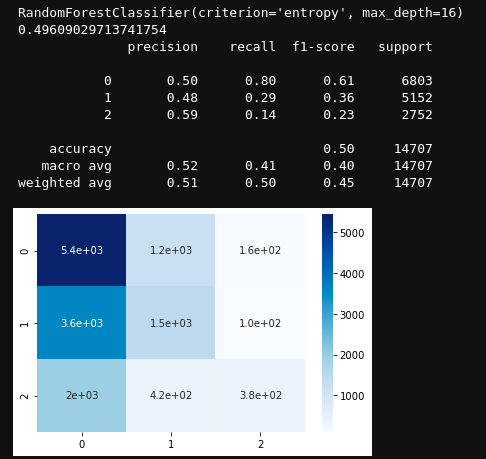 RandomForestClassifier(criterion='entropy', max_depth=16)
0.49609029713741754
precision recall f1-score support
0 0.50 0.80 0.61 6803
1 0.48 0.29 0.36 5152
2 0.59 0.14 0.23 2752
accuracy 0.50 14707
macro avg 0.52 0.41 0.40 14707
weighted avg 0.51 0.50 0.45 14707
0 5.4e+03 1.2e+03 1.6e+02
1 3.6e+03 1.5e+03 1.0e+02
2 2e+03 4.2e+02 3.8e+02
0 1 2
5000
4000
3000
2000
1000